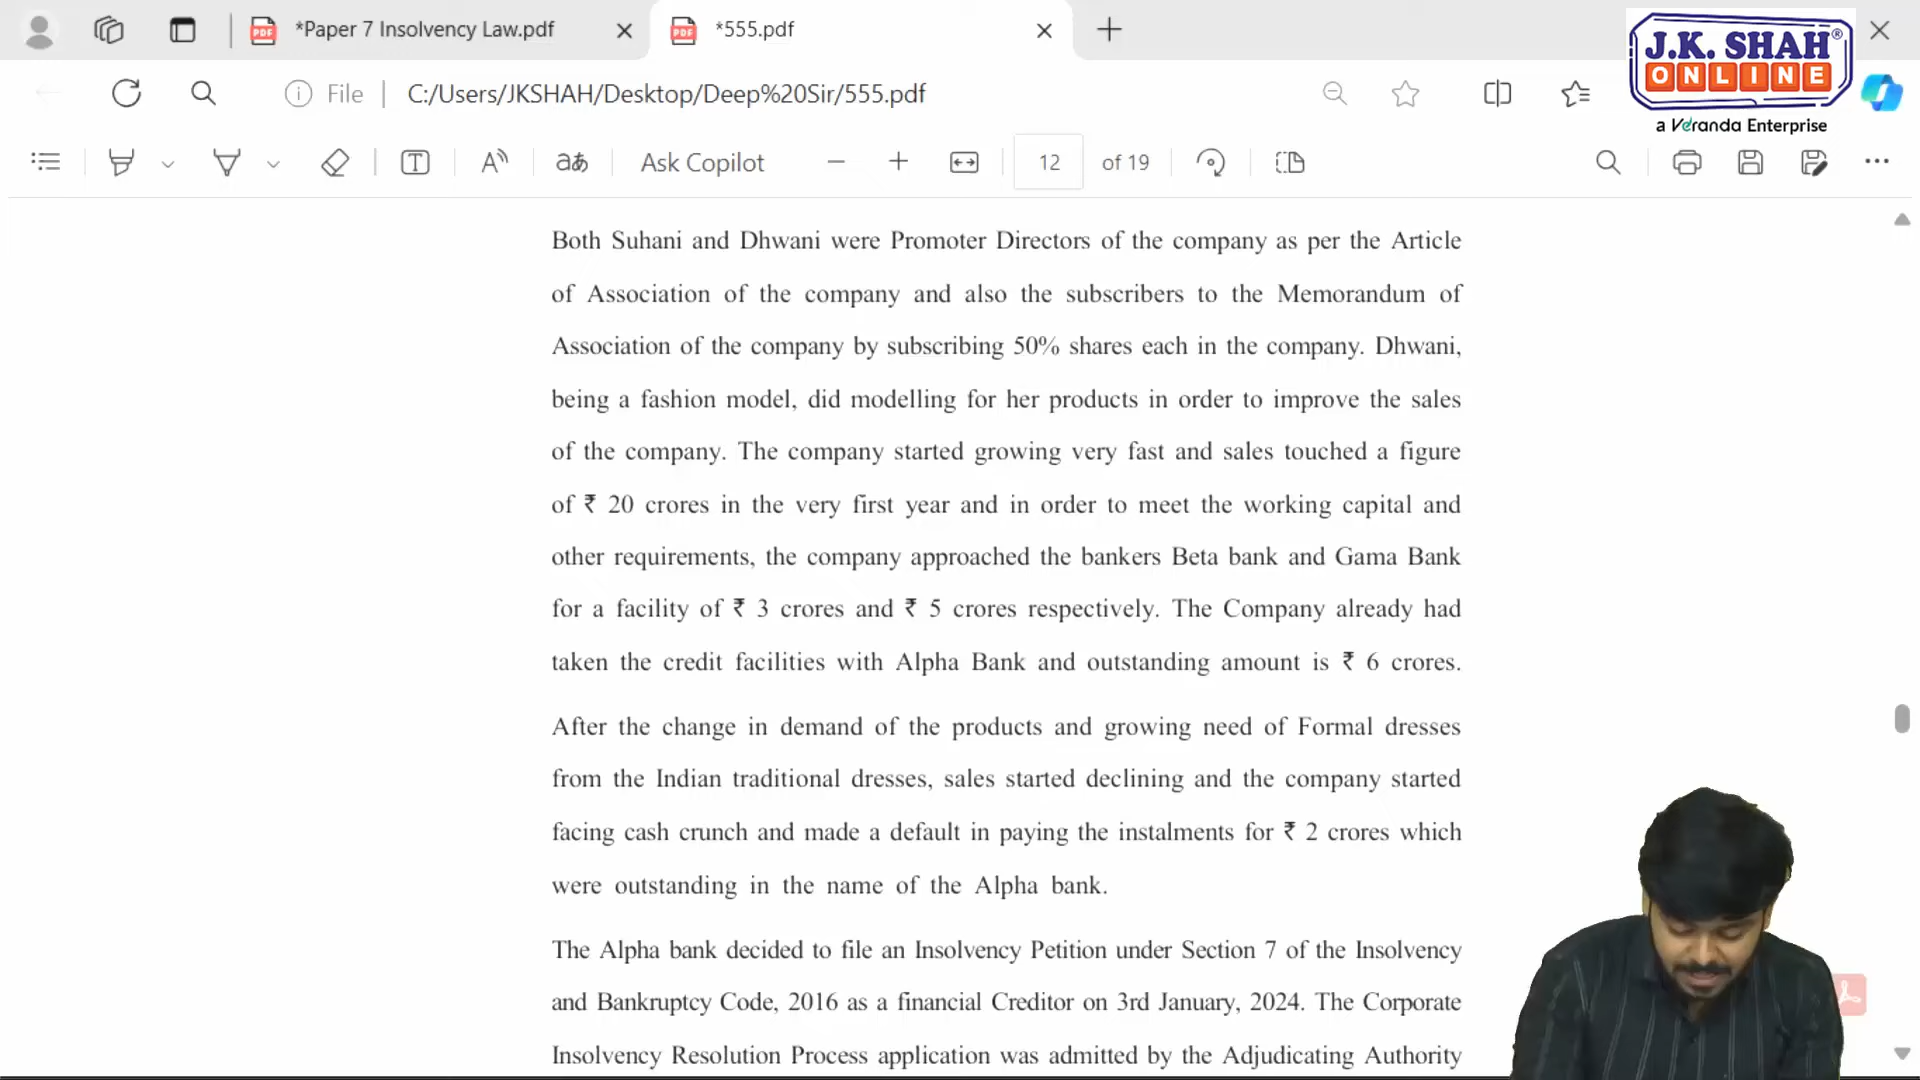 *Paper 7 Insolvency Law.pdf
*555.pdf
J.K. SHAH®
ONLINE
a Veranda Enterprise
File
C:/Users/JKSHAH/Desktop/Deep%20Sir/555.pdf
Ask Copilot
12 of 19
Both Suhani and Dhwani were Promoter Directors of the company as per the Article
of Association of the company and also the subscribers to the Memorandum of
Association of the company by subscribing 50% shares each in the company. Dhwani,
being a fashion model, did modelling for her products in order to improve the sales
of the company. The company started growing very fast and sales touched a figure
of ₹ 20 crores in the very first year and in order to meet the working capital and
other requirements, the company approached the bankers Beta bank and Gama Bank
for a facility of ₹ 3 crores and ₹ 5 crores respectively. The Company already had
taken the credit facilities with Alpha Bank and outstanding amount is ₹ 6 crores.
After the change in demand of the products and growing need of Formal dresses
from the Indian traditional dresses, sales started declining and the company started
facing cash crunch and made a default in paying the instalments for ₹ 2 crores which
were outstanding in the name of the Alpha bank.
The Alpha bank decided to file an Insolvency Petition under Section 7 of the Insolvency
and Bankruptcy Code, 2016 as a financial Creditor on 3rd January, 2024. The Corporate
Insolvency Resolution Process application was admitted by the Adjudicating Authority